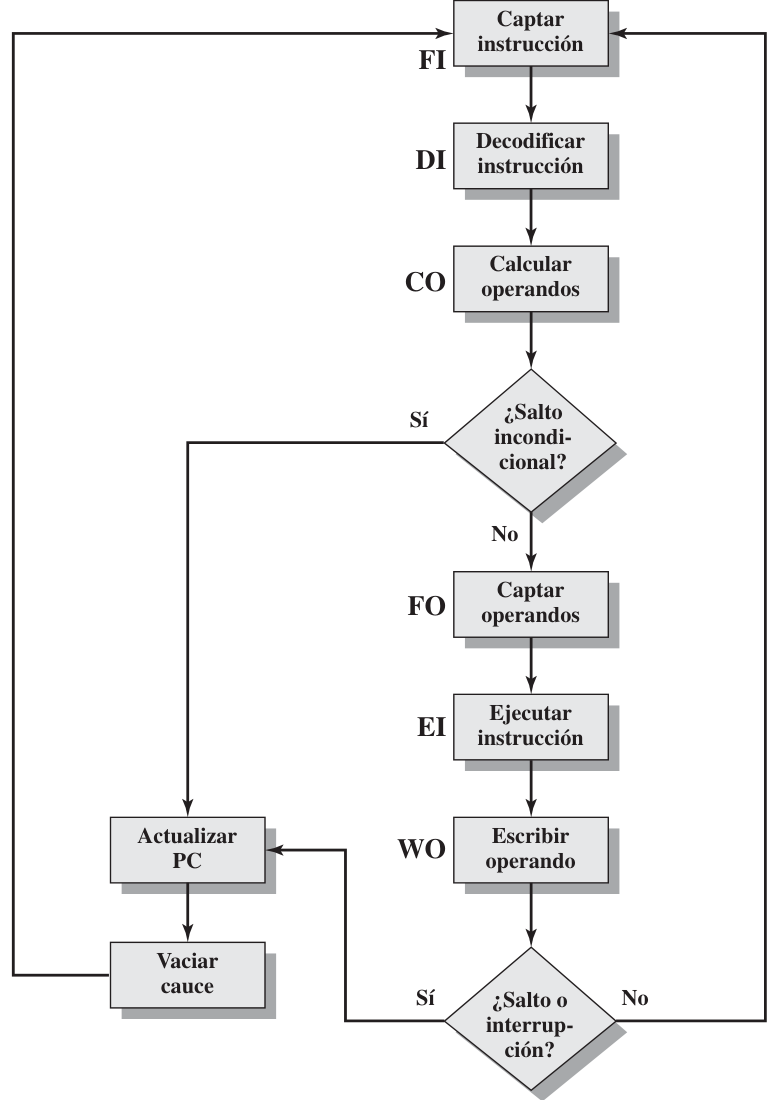 Captar
instrucción
FI
Decodificar
instrucción
DI
Calcular
operandos
CO
¿Salto
incondi-
cional?
Sí
No
Captar
operandos
FO
Ejecutar
instrucción
EI
Escribir
operando
WO
Actualizar
PC
Vaciar
cauce
¿Salto o
interrup-
ción?
Sí
No